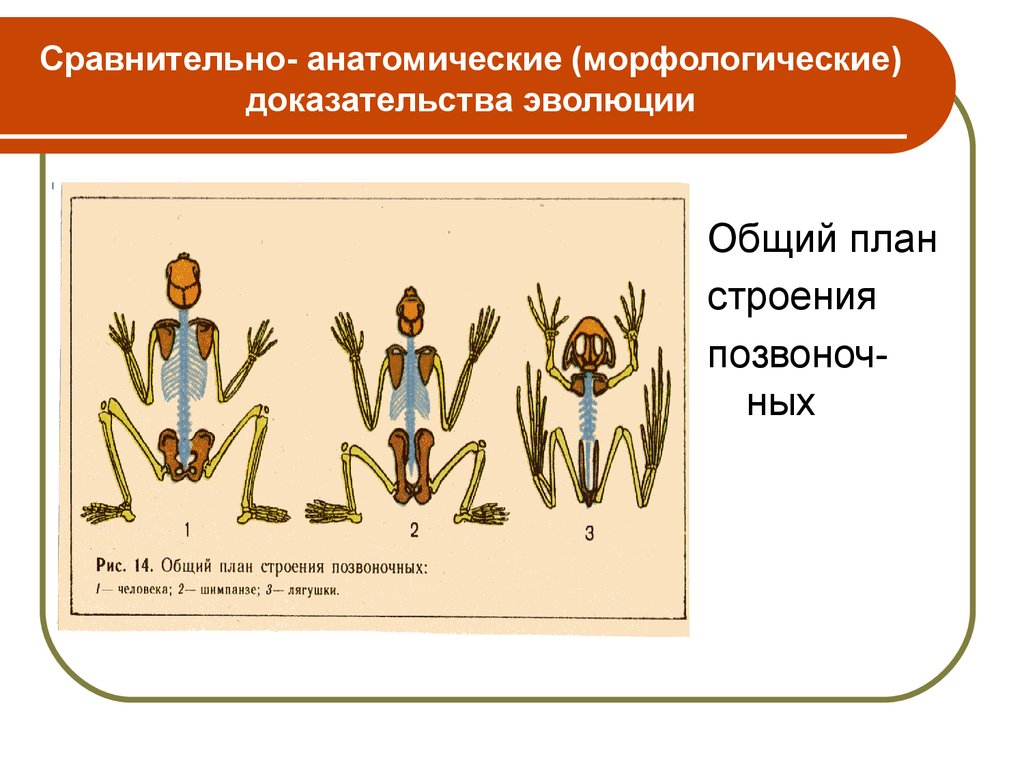 Сравнительно- анатомические (морфологические)
доказательства эволюции
Общий план
строения
позвоноч-
ных
1
2
3
Рис. 14. Общий план строения позвоночных:
1— человека; 2— шимпанзе; 3— лягушки.